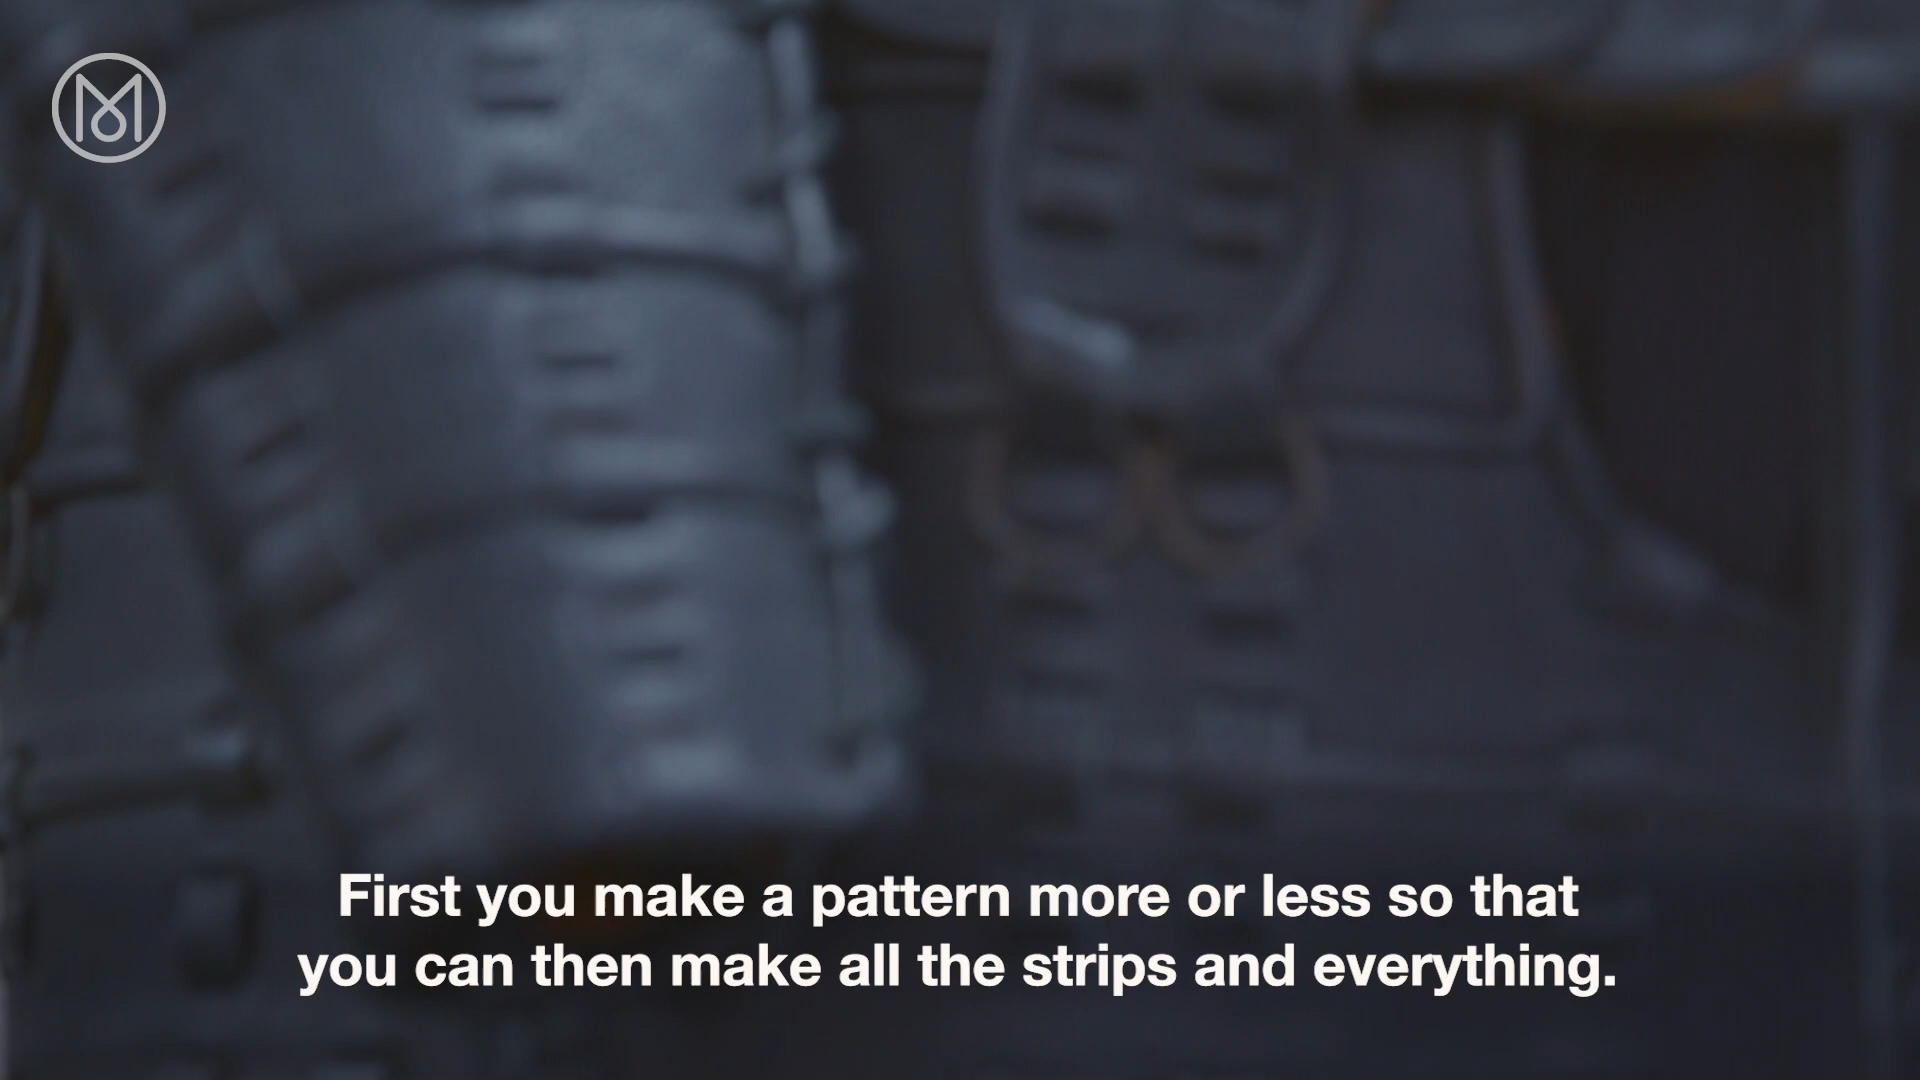 First you make a pattern more or less so that
you can then make all the strips and everything.